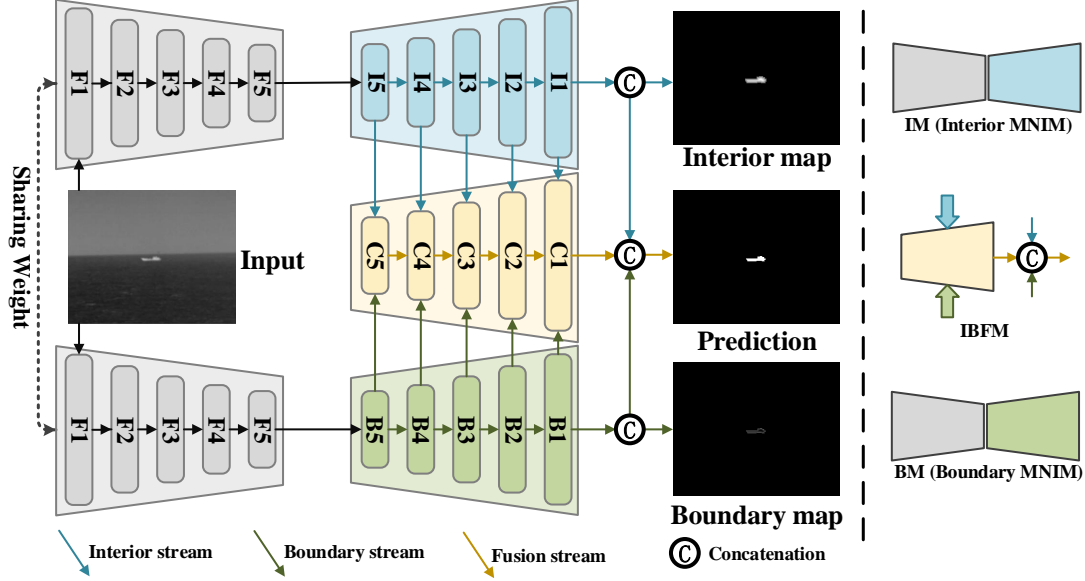 F1
F2
F3
F4
F5
I5
I4
I3
I2
I1
C
Interior map
IM (Interior MNIM)
Sharing Weight
Input
C5
C4
C3
C2
C1
C
Prediction
C
IBFM
F1
F2
F3
F4
F5
B5
B4
B3
B2
B1
C
Boundary map
BM (Boundary MNIM)
Interior stream
Boundary stream
Fusion stream
C Concatenation